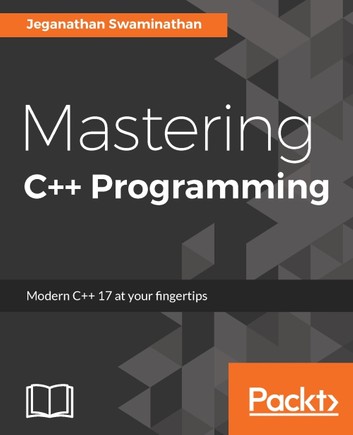 Jeganathan Swaminathan
Mastering
C++ Programming
Modern C++ 17 at your fingertips
Packt>